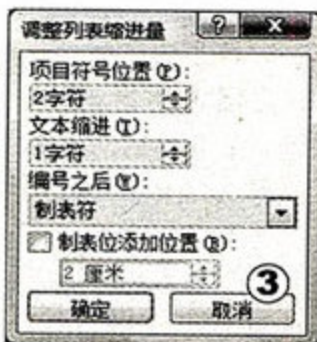 调整列表缩进量
项目符号位置(P):
2字符
文本缩进(T):
1字符
编号之后(W):
制表符
制表位添加位置(B):
2 厘米
③
确定 取消